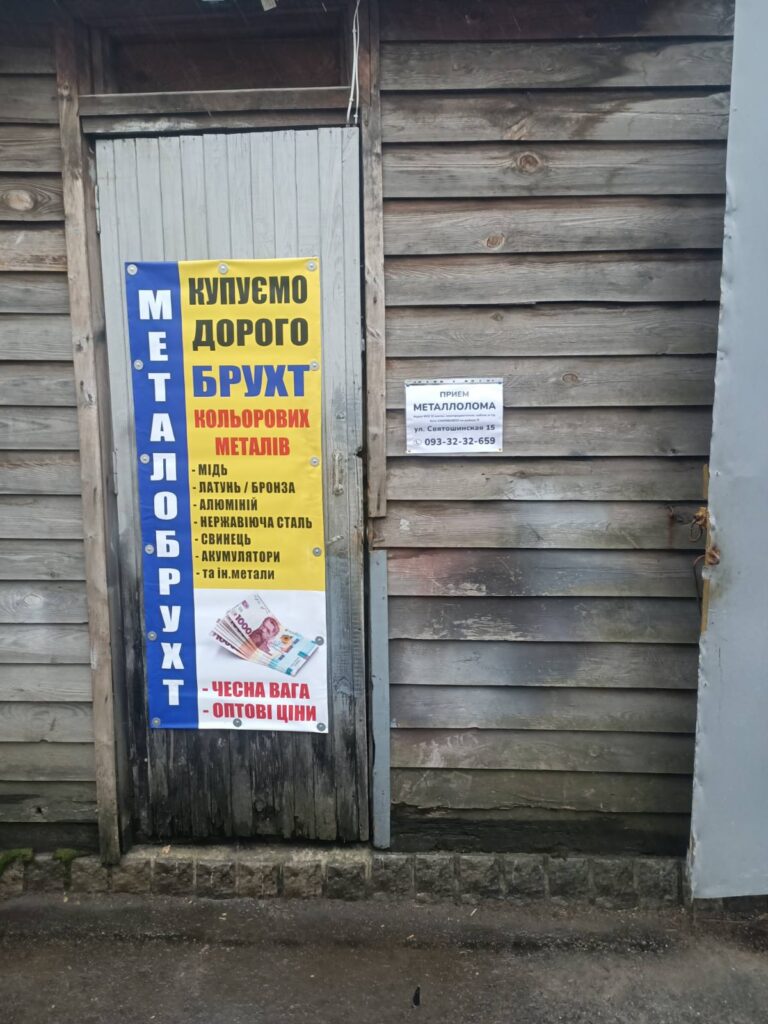 МЕТАЛОБРУХТ
КУПУЄМО
ДОРОГО
БРУХТ
КОЛЬОРОВИХ
МЕТАЛІВ
- МІДЬ
- ЛАТУНЬ / БРОНЗА
- АЛЮМІНІЙ
- НЕРЖАВІЮЧА СТАЛЬ
- СВИНЕЦЬ
- АКУМУЛЯТОРИ
- та ін.метали
1000
- ЧЕСНА ВАГА
- ОПТОВІ ЦІНИ
ПРИЕМ
МЕТАЛЛОЛОМА
ул. Святошинская 15
093-32-32-659